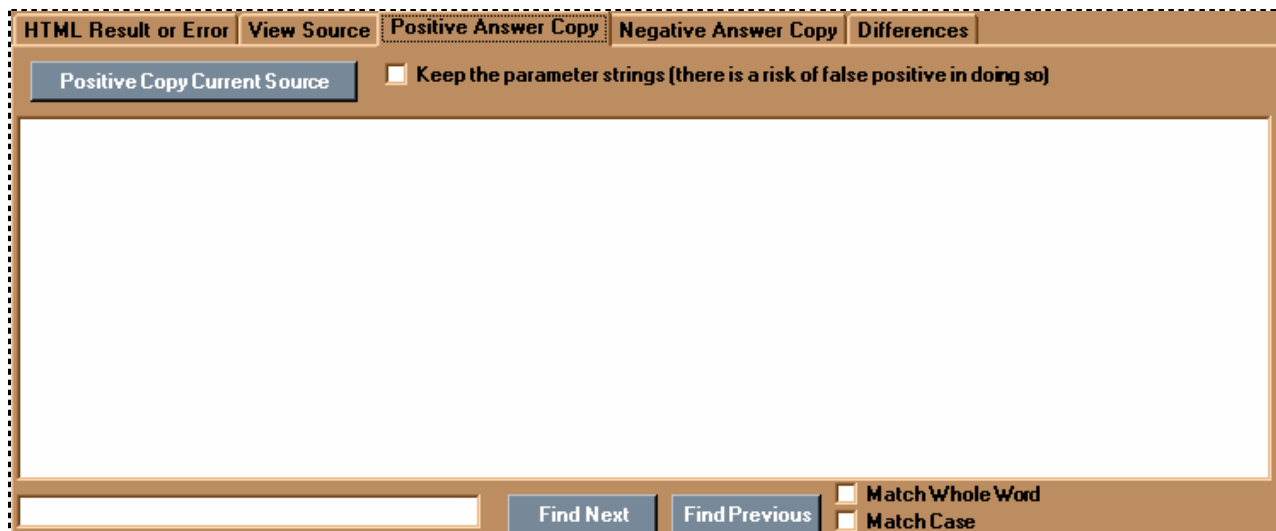 HTML Result or Error View Source Positive Answer Copy Negative Answer Copy Differences
Positive Copy Current Source Keep the parameter strings (there is a risk of false positive in doing so)
Find Next Find Previous Match Whole Word
Match Case